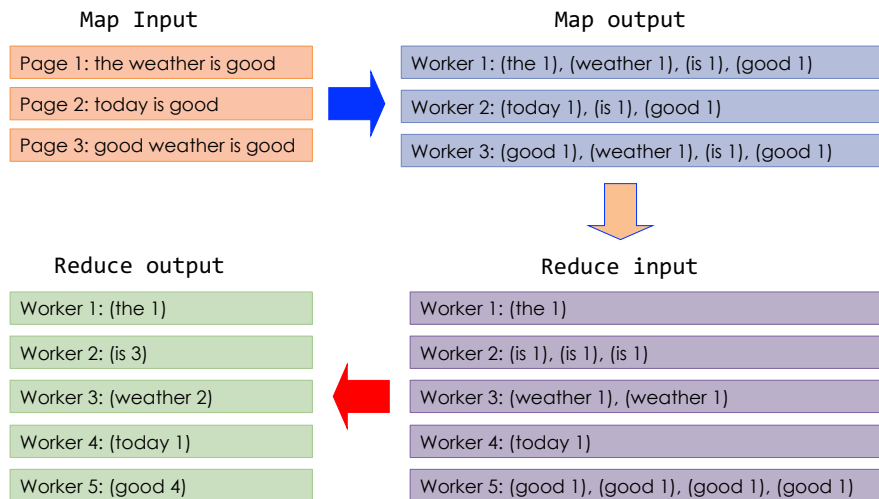 Map Input
Page 1: the weather is good
Page 2: today is good
Page 3: good weather is good
Map output
Worker 1: (the 1), (weather 1), (is 1), (good 1)
Worker 2: (today 1), (is 1), (good 1)
Worker 3: (good 1), (weather 1), (is 1), (good 1)
Reduce input
Worker 1: (the 1)
Worker 2: (is 1), (is 1), (is 1)
Worker 3: (weather 1), (weather 1)
Worker 4: (today 1)
Worker 5: (good 1), (good 1), (good 1), (good 1)
Reduce output
Worker 1: (the 1)
Worker 2: (is 3)
Worker 3: (weather 2)
Worker 4: (today 1)
Worker 5: (good 4)